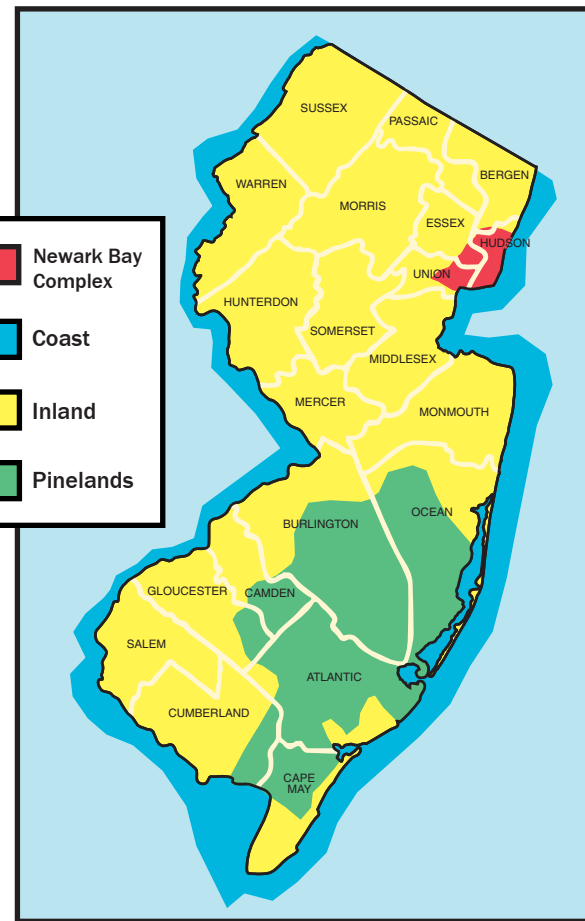 SUSSEX
PASSAIC
BERGEN
WARREN
MORRIS
ESSEX
HUDSON
UNION
HUNTERDON
SOMERSET
MIDDLESEX
MERCER
MONMOUTH
OCEAN
BURLINGTON
GLOUCESTER
CAMDEN
SALEM
ATLANTIC
CUMBERLAND
CAPE
MAY
Newark Bay
Complex
Coast
Inland
Pinelands